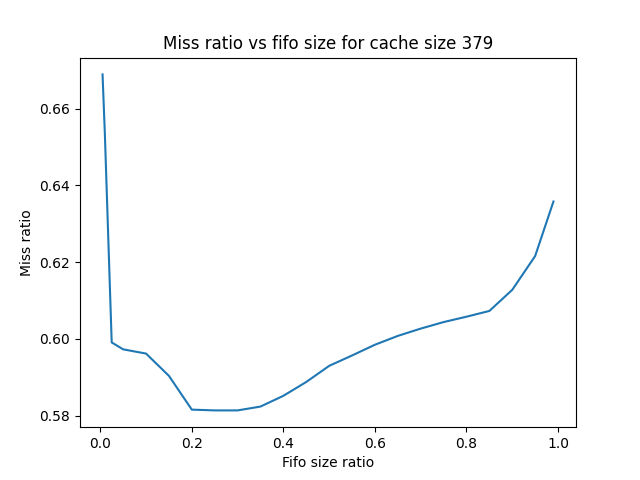 Miss ratio vs fifo size for cache size 379
Miss ratio
0.66
0.64
0.62
0.60
0.58
0.0 0.2 0.4 0.6 0.8 1.0
Fifo size ratio